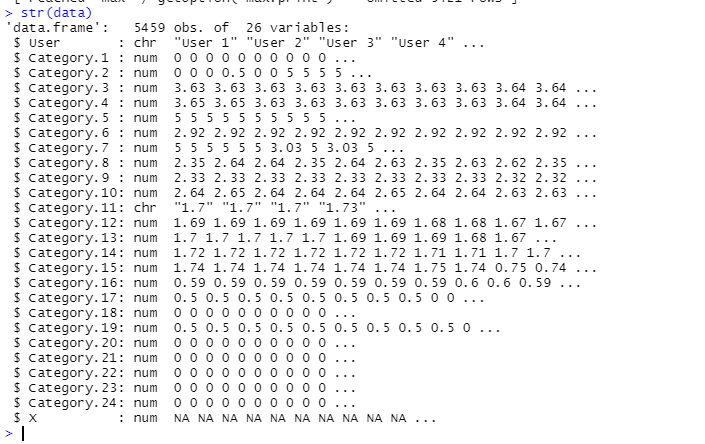 > str(data)
'data.frame':   5459 obs. of  26 variables:
 $ User       : chr  "User 1" "User 2" "User 3" "User 4" ...
 $ Category.1 : num  0 0 0 0 0 0 0 0 0 0 ...
 $ Category.2 : num  0 0 0 0.5 0 0 5 5 5 5 ...
 $ Category.3 : num  3.63 3.63 3.63 3.63 3.63 3.63 3.63 3.63 3.64 3.64 ...
 $ Category.4 : num  3.65 3.65 3.63 3.63 3.63 3.63 3.63 3.63 3.64 3.64 ...
 $ Category.5 : num  5 5 5 5 5 5 5 5 5 5 ...
 $ Category.6 : num  2.92 2.92 2.92 2.92 2.92 2.92 2.92 2.92 2.92 2.92 ...
 $ Category.7 : num  5 5 5 5 5 5 3.03 5 3.03 5 ...
 $ Category.8 : num  2.35 2.64 2.64 2.35 2.64 2.63 2.35 2.63 2.62 2.35 ...
 $ Category.9 : num  2.33 2.33 2.33 2.33 2.33 2.33 2.33 2.33 2.32 2.32 ...
 $ Category.10: num  2.64 2.65 2.64 2.64 2.64 2.65 2.64 2.64 2.63 2.63 ...
 $ Category.11: chr  "1.7" "1.7" "1.7" "1.73" ...
 $ Category.12: num  1.69 1.69 1.69 1.69 1.69 1.69 1.68 1.68 1.67 1.67 ...
 $ Category.13: num  1.7 1.7 1.7 1.7 1.7 1.69 1.69 1.69 1.68 1.67 ...
 $ Category.14: num  1.72 1.72 1.72 1.72 1.72 1.72 1.71 1.71 1.7 1.7 ...
 $ Category.15: num  1.74 1.74 1.74 1.74 1.74 1.74 1.75 1.74 0.75 0.74 ...
 $ Category.16: num  0.59 0.59 0.59 0.59 0.59 0.59 0.59 0.6 0.6 0.59 ...
 $ Category.17: num  0.5 0.5 0.5 0.5 0.5 0.5 0.5 0.5 0 0 ...
 $ Category.18: num  0 0 0 0 0 0 0 0 0 0 ...
 $ Category.19: num  0.5 0.5 0.5 0.5 0.5 0.5 0.5 0.5 0.5 0 ...
 $ Category.20: num  0 0 0 0 0 0 0 0 0 0 ...
 $ Category.21: num  0 0 0 0 0 0 0 0 0 0 ...
 $ Category.22: num  0 0 0 0 0 0 0 0 0 0 ...
 $ Category.23: num  0 0 0 0 0 0 0 0 0 0 ...
 $ Category.24: num  0 0 0 0 0 0 0 0 0 0 ...
 $ X          : num  NA NA NA NA NA NA NA NA NA NA ...
>